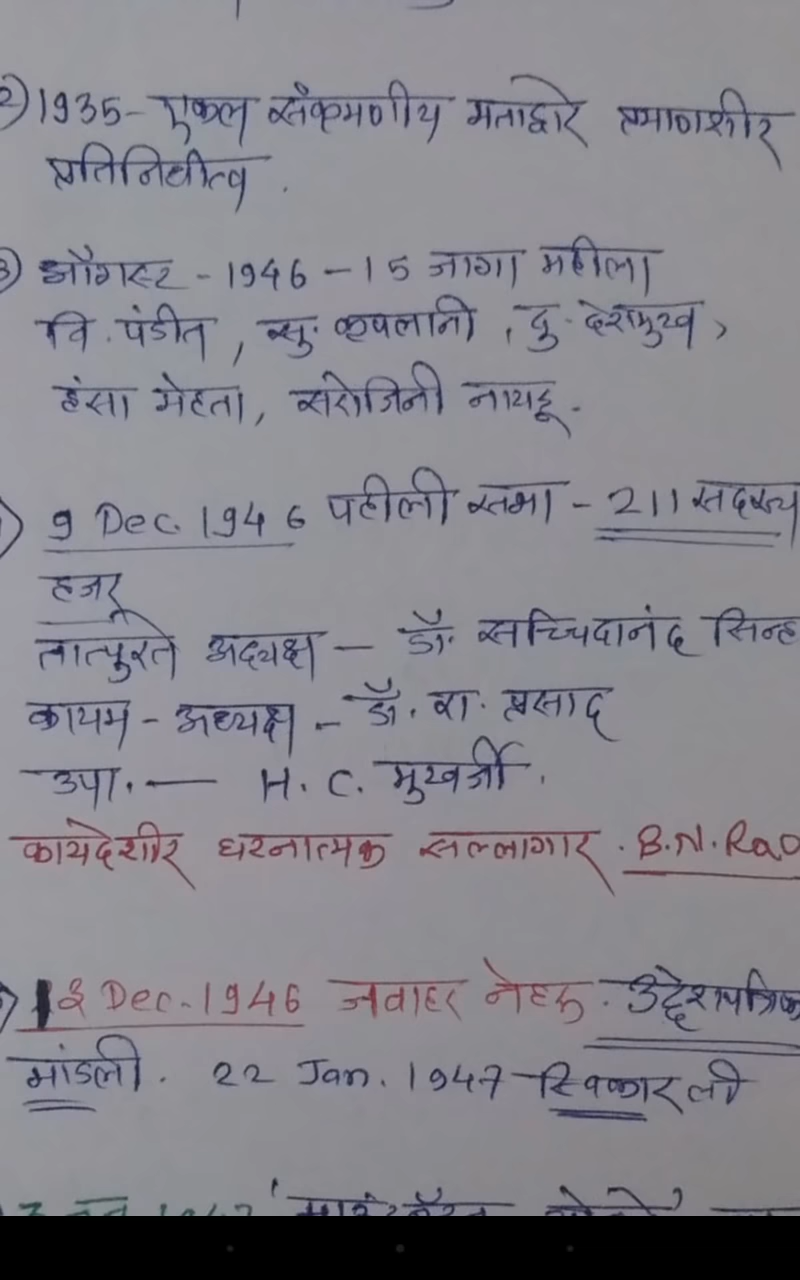 2) 1935 - एकल संक्रमणीय मताद्वारे प्रमाणशीर
प्रतिनिधीत्व .
3) ऑगस्ट - 1946 - 15 जागा महीला
वि. पंडीत , सु. कृपलानी , दु. देशमुख ,
हंसा मेहता, सरोजिनी नायडू .
) 9 Dec. 1946 पहीली सभा - 211 सदस्य
हजर
तात्पुरते अध्यक्ष — डॉ. सच्चिदानंद सिन्ह
कायम - अध्यक्ष - डॉ. रा. प्रसाद
उपा. — H. C. मुखर्जी .
कायदेशीर घटनात्मक सल्लागार . B.N. Rao
) 13 Dec. 1946 जवाहर नेहरू . उद्देशपत्रिक
मांडली . 22 Jan. 1947 स्विकारली